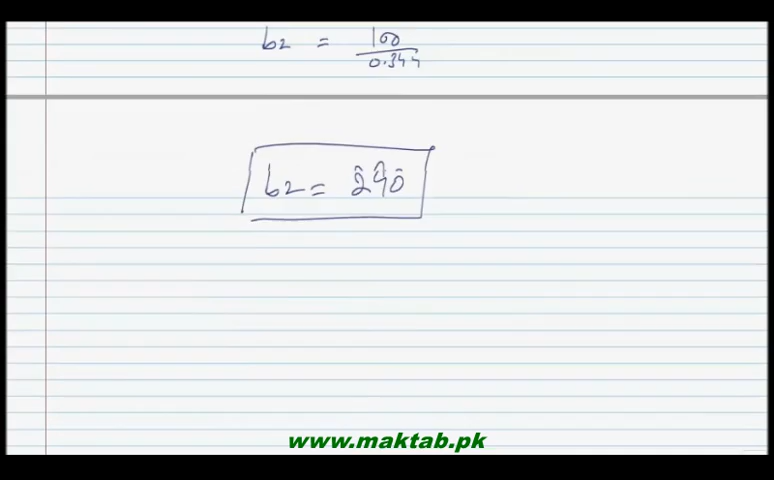 b2 = 100
0.344
b2 = 290
www.maktab.pk